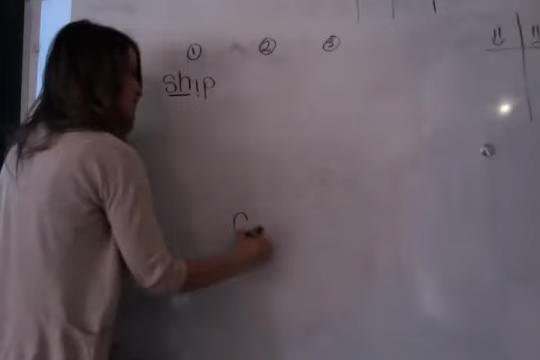 ① ② ③
ship